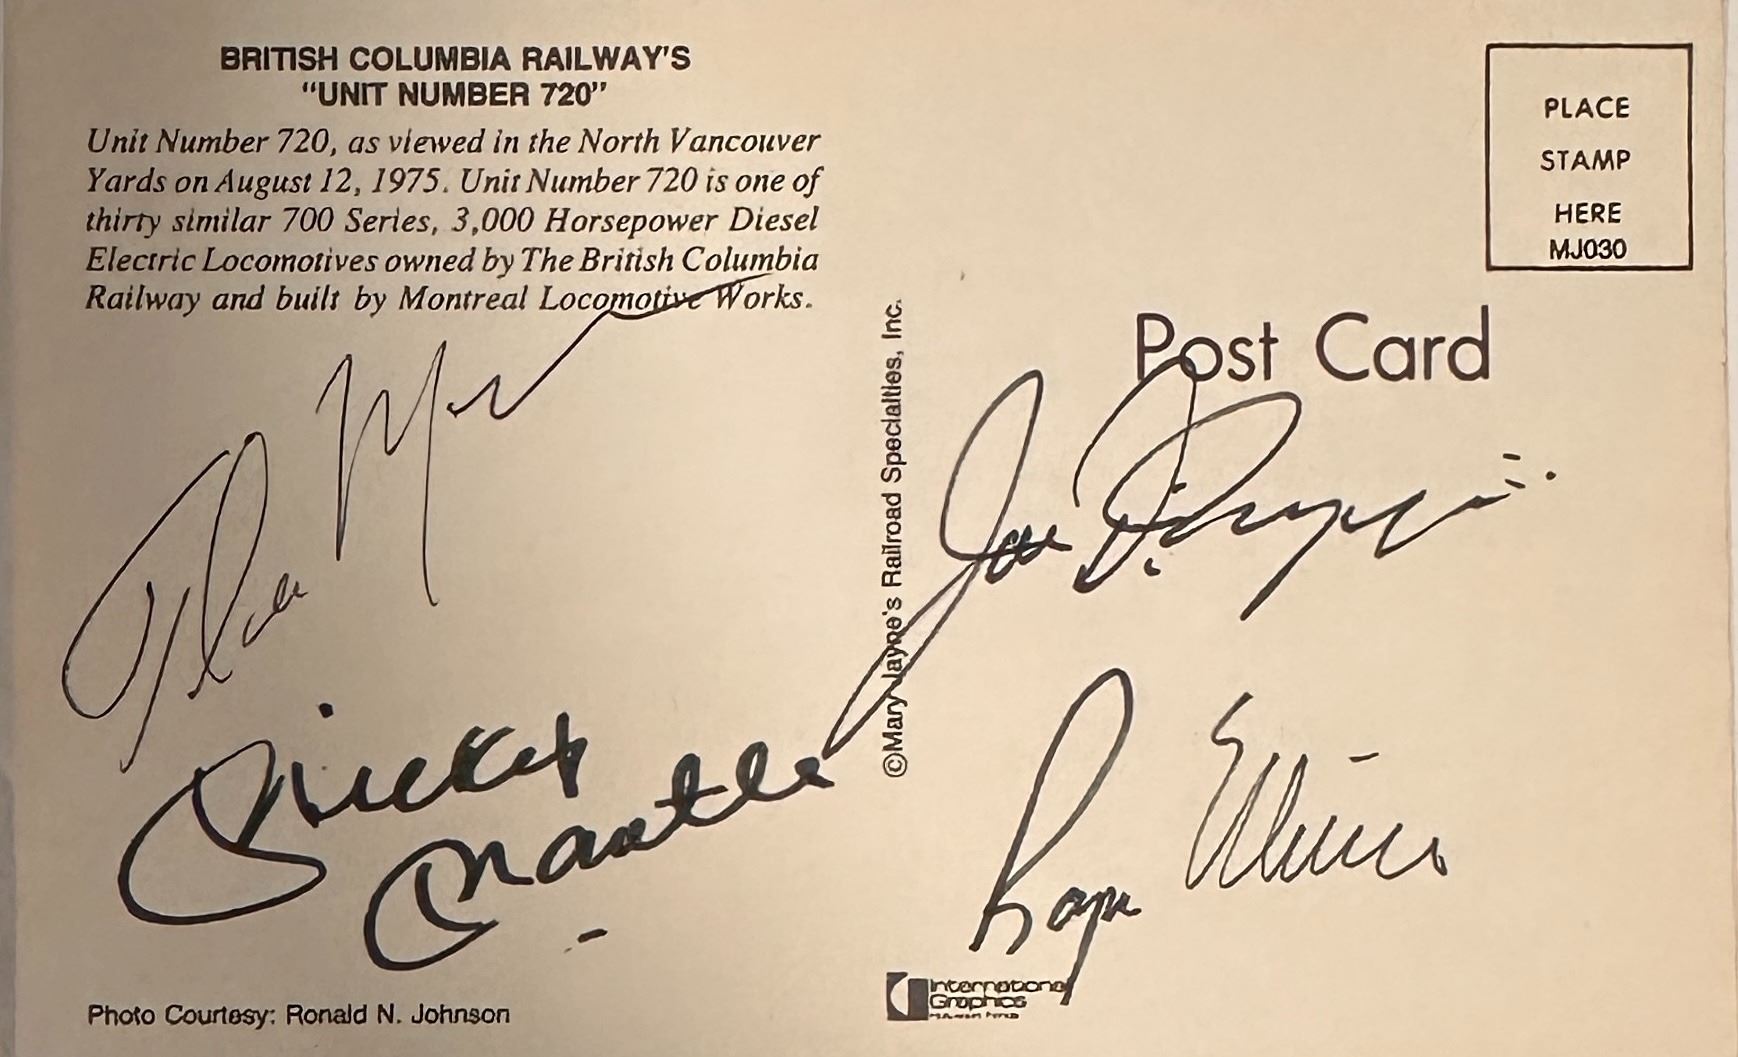 BRITISH COLUMBIA RAILWAY'S
"UNIT NUMBER 720"
Unit Number 720, as viewed in the North Vancouver
Yards on August 12, 1975. Unit Number 720 is one of
thirty similar 700 Series, 3,000 Horsepower Diesel
Electric Locomotives owned by The British Columbia
Railway and built by Montreal Locomotive Works.
Mickey
Mantle
Photo Courtesy: Ronald N. Johnson
©Mary Jayne's Railroad Specialties, Inc.
PLACE
STAMP
HERE
MJ030
Post Card
Joe
Roger
International
Graphics